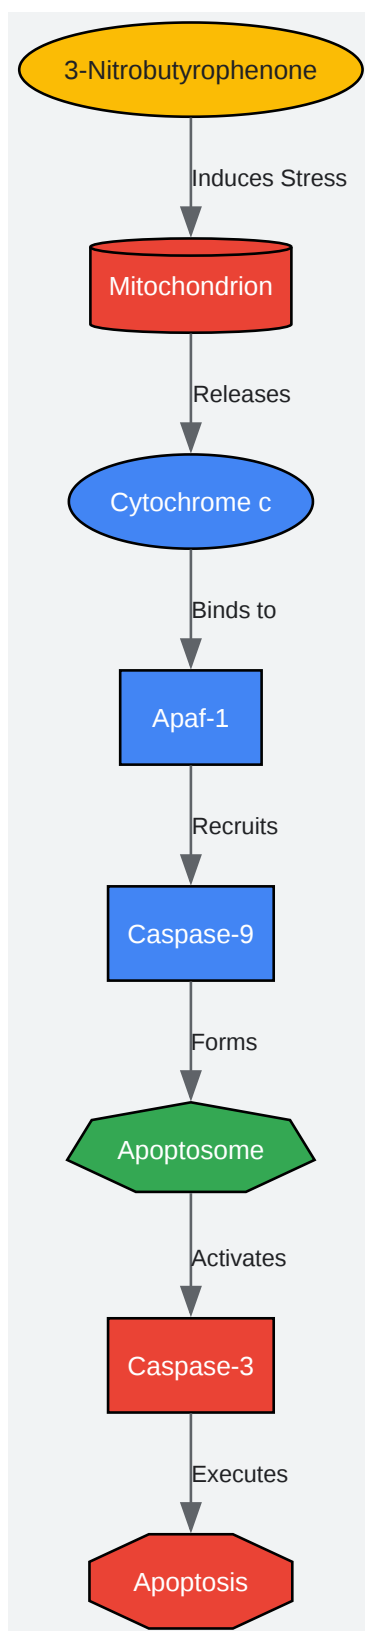 3-Nitrobutyrophenone
Induces Stress
Mitochondrion
Releases
Cytochrome c
Binds to
Apaf-1
Recruits
Caspase-9
Forms
Apoptosome
Activates
Caspase-3
Executes
Apoptosis